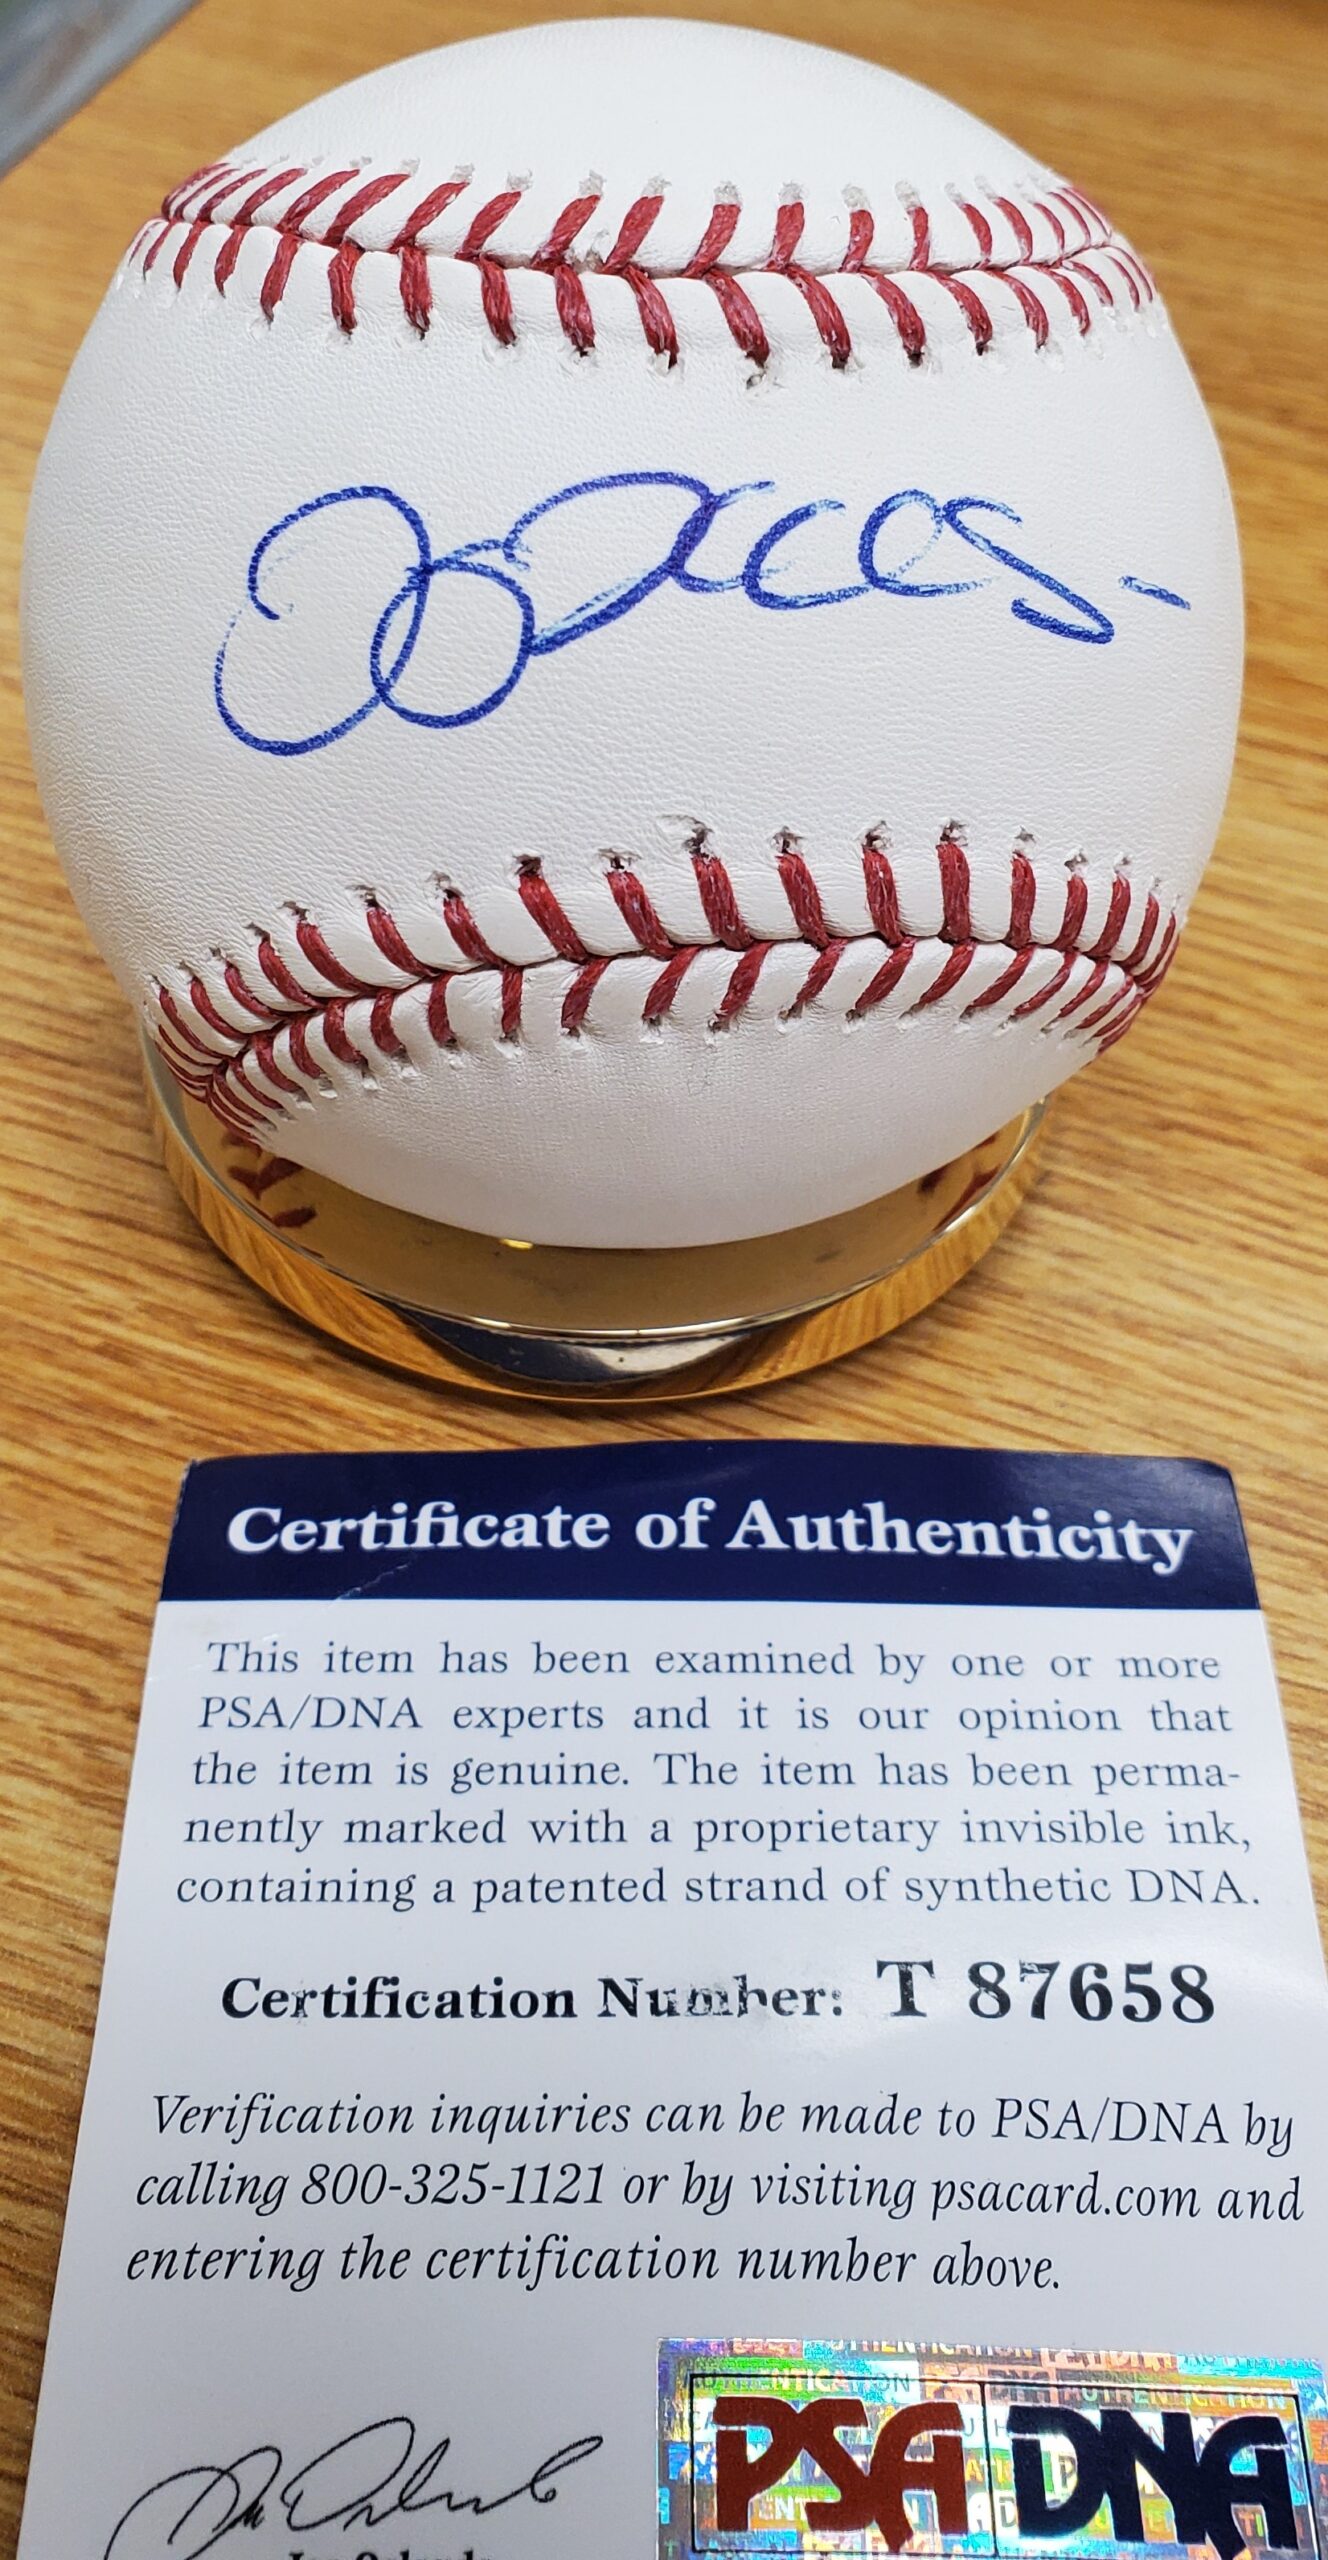 Certificate of Authenticity
This item has been examined by one or more
PSA/DNA experts and it is our opinion that
the item is genuine. The item has been perma-
nently marked with a proprietary invisible ink,
containing a patented strand of synthetic DNA.
Certification Number: T 87658
Verification inquiries can be made to PSA/DNA by
calling 800-325-1121 or by visiting psacard.com and
entering the certification number above.
PSA DNA